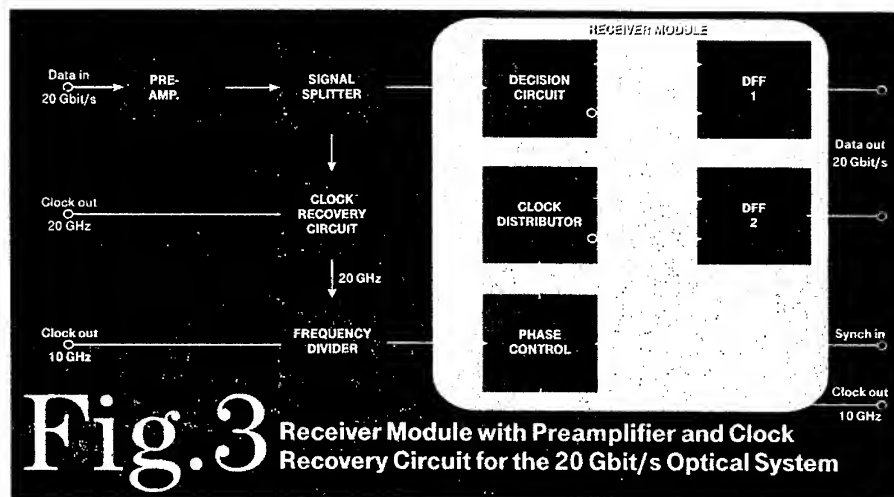 RECEIVER MODULE
Data in
20 Gbit/s
PRE-
AMP.
SIGNAL
SPLITTER
DECISION
CIRCUIT
DFF
1
Data out
20 Gbit/s
Clock out
20 GHz
CLOCK
RECOVERY
CIRCUIT
CLOCK
DISTRIBUTOR
DFF
2
20 GHz
Clock out
10 GHz
FREQUENCY
DIVIDER
PHASE
CONTROL
Synch in
Clock out
10 GHz
Fig.3
Receiver Module with Preamplifier and Clock
Recovery Circuit for the 20 Gbit/s Optical System